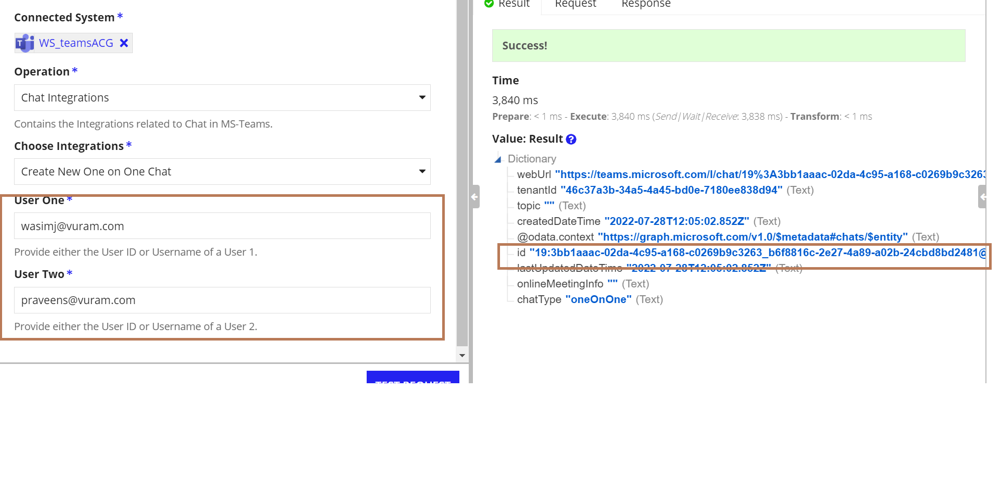 Connected System *
WS_teamsACG
Operation *
Chat Integrations
Contains the Integrations related to Chat in MS-Teams.
Choose Integrations *
Create New One on One Chat
User One *
wasimj@vuram.com
Provide either the User ID or Username of a User 1.
User Two *
praveens@vuram.com
Provide either the User ID or Username of a User 2.
TEST REQUEST
Result Request Response
Success!
Time
3,840 ms
Prepare: < 1 ms - Execute: 3,840 ms (Send|Wait|Receive: 3,838 ms) - Transform: < 1 ms
Value: Result ?
Dictionary
webUrl "https://teams.microsoft.com/l/chat/19%3A3bb1aaac-02da-4c95-a168-c0269b9c3263
tenantId "46c37a3b-34a5-4a45-bd0e-7180ee838d94" (Text)
topic "" (Text)
createdDateTime "2022-07-28T12:05:02.852Z" (Text)
@odata.context "https://graph.microsoft.com/v1.0/$metadata#chats/$entity" (Text)
id "19:3bb1aaac-02da-4c95-a168-c0269b9c3263_b6f8816c-2e27-4a89-a02b-24cbd8bd2481@
lastUpdatedDateTime "2022-07-28T12:05:02.852Z" (Text)
onlineMeetingInfo "" (Text)
chatType "oneOnOne" (Text)